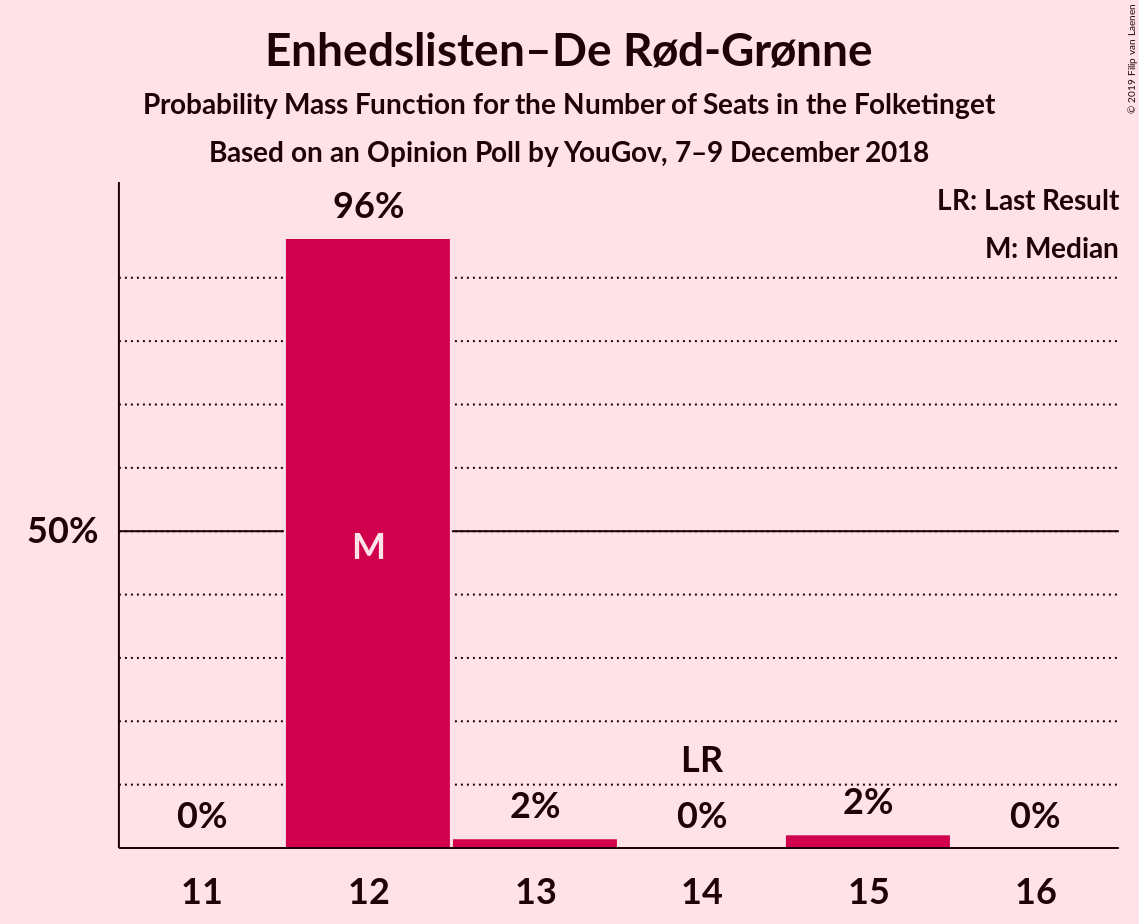 Enhedslisten–De Rød-Grønne
Probability Mass Function for the Number of Seats in the Folketinget
Based on an Opinion Poll by YouGov, 7–9 December 2018
© 2019 Filip van Laenen
LR: Last Result
M: Median
96%
50%
M
LR
0%
2%
0%
2%
0%
11
12
13
14
15
16